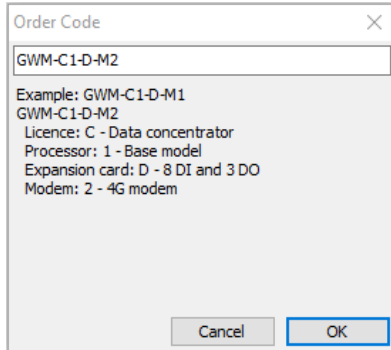 Order Code
GWM-C1-D-M2
Example: GWM-C1-D-M1
GWM-C1-D-M2
Licence: C - Data concentrator
Processor: 1 - Base model
Expansion card: D - 8 DI and 3 DO
Modem: 2 - 4G modem
Cancel OK